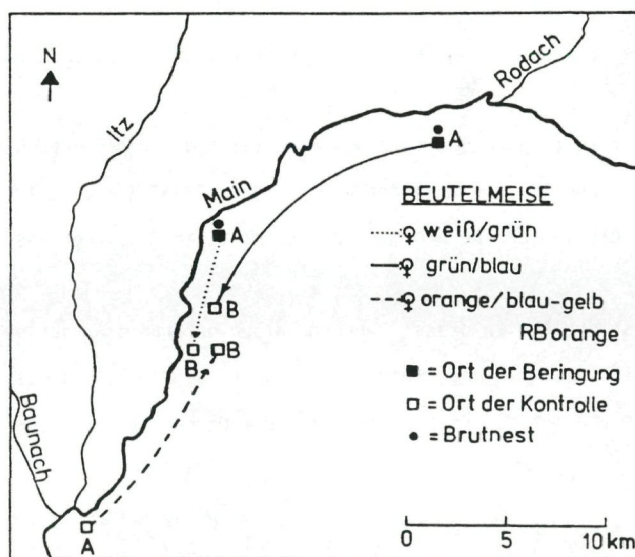 N
Rodach
Itz
A
Main
BEUTELMEISE
A
weiß/grün
grün/blau
B
orange/blau-gelb
RB orange
B
B
■ = Ort der Beringung
□ = Ort der Kontrolle
Baunach
• = Brutnest
A
0 5 10 km